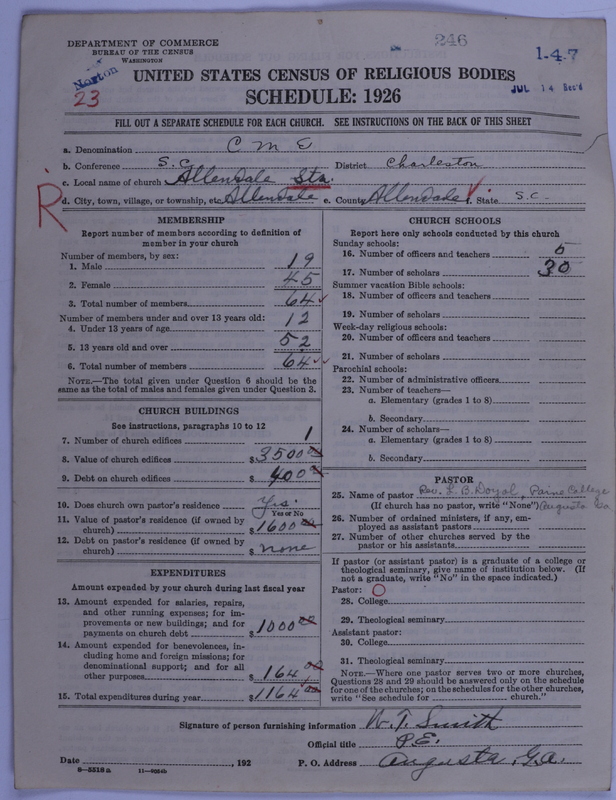 DEPARTMENT OF COMMERCE
BUREAU OF THE CENSUS
WASHINGTON
246
1-4-7
Norton
23
JUL 14 Rec'd
UNITED STATES CENSUS OF RELIGIOUS BODIES
SCHEDULE: 1926
FILL OUT A SEPARATE SCHEDULE FOR EACH CHURCH. SEE INSTRUCTIONS ON THE BACK OF THIS SHEET
a. Denomination C M E
b. Conference S. C. District Charleston
c. Local name of church Allendale Sta.
R
d. City, town, village, or township, etc. Allendale e. County Allendale f. State S.C.
MEMBERSHIP
Report number of members according to definition of member in your church
Number of members, by sex:
1. Male 19
2. Female 45
3. Total number of members 64
Number of members under and over 13 years old:
4. Under 13 years of age 12
5. 13 years old and over 52
6. Total number of members 64
NOTE.—The total given under Question 6 should be the same as the total of males and females given under Question 3.
CHURCH BUILDINGS
See instructions, paragraphs 10 to 12
7. Number of church edifices 1
8. Value of church edifices $ 3500 00
9. Debt on church edifices $ 400 00
10. Does church own pastor's residence Yes.
Yes or No
11. Value of pastor's residence (if owned by church) $ 1600 00
12. Debt on pastor's residence (if owned by church) $ none
EXPENDITURES
Amount expended by your church during last fiscal year
13. Amount expended for salaries, repairs, and other running expenses; for improvements or new buildings; and for payments on church debt $ 1000 00
14. Amount expended for benevolences, including home and foreign missions; for denominational support; and for all other purposes $ 164.00
15. Total expenditures during year $ 1164 00
CHURCH SCHOOLS
Report here only schools conducted by this church
Sunday schools:
16. Number of officers and teachers
17. Number of scholars 30
Summer vacation Bible schools:
18. Number of officers and teachers
19. Number of scholars
Week-day religious schools:
20. Number of officers and teachers
21. Number of scholars
Parochial schools:
22. Number of administrative officers
23. Number of teachers—
a. Elementary (grades 1 to 8)
b. Secondary
24. Number of scholars—
a. Elementary (grades 1 to 8)
b. Secondary
PASTOR
25. Name of pastor Rev. L. B. Doyal, Paine College
(If church has no pastor, write "None") Augusta Ga
26. Number of ordained ministers, if any, employed as assistant pastors
27. Number of other churches served by the pastor or his assistants
If pastor (or assistant pastor) is a graduate of a college or theological seminary, give name of institution below. (If not a graduate, write "No" in the space indicated.)
Pastor:
28. College
29. Theological seminary
Assistant pastor:
30. College
31. Theological seminary
NOTE.—Where one pastor serves two or more churches, Questions 28 and 29 should be answered only on the schedule for one of the churches; on the schedules for the other churches, write "See schedule for church."
Signature of person furnishing information W. T. Smith
Official title P.E.
Date , 192 P. O. Address Augusta, Ga.
8-5518a 11-9054b